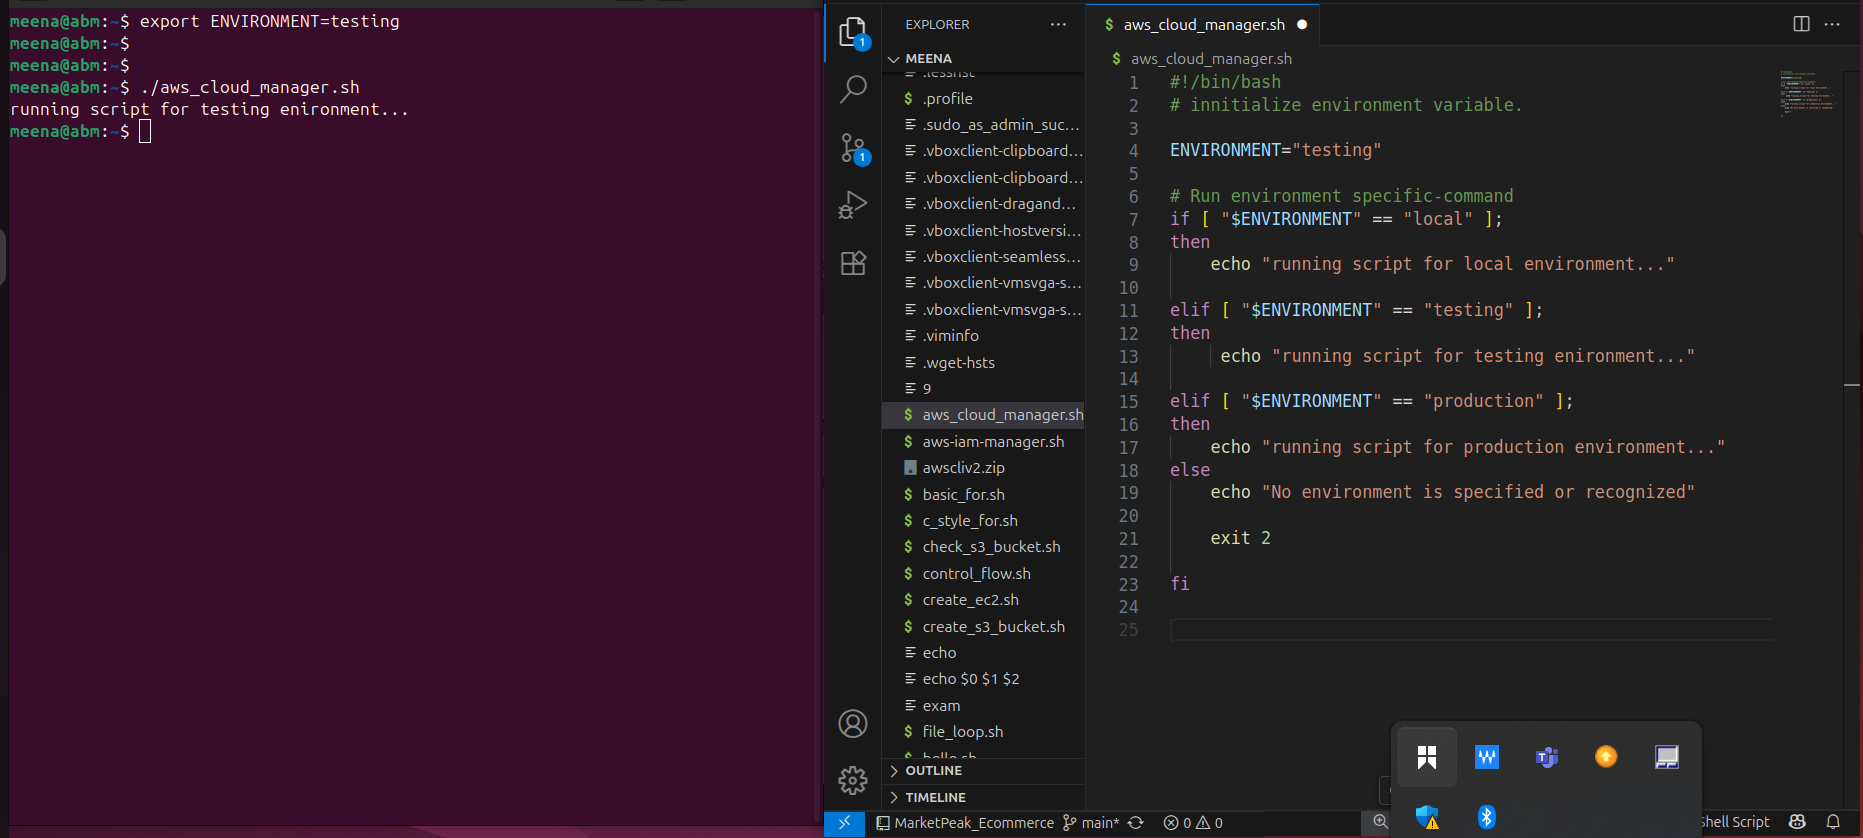 meena@abm:~$ export ENVIRONMENT=testing
meena@abm:~$
meena@abm:~$
meena@abm:~$ ./aws_cloud_manager.sh
running script for testing enironment...
meena@abm:~$
EXPLORER
MEENA
.lesshst
.profile
.sudo_as_admin_suc...
.vboxclient-clipboard...
.vboxclient-clipboard...
.vboxclient-dragand...
.vboxclient-hostversi...
.vboxclient-seamless...
.vboxclient-vmsvga-s...
.vboxclient-vmsvga-s...
.viminfo
.wget-hsts
9
aws_cloud_manager.sh
aws-iam-manager.sh
awscliv2.zip
basic_for.sh
c_style_for.sh
check_s3_bucket.sh
control_flow.sh
create_ec2.sh
create_s3_bucket.sh
echo
echo $0 $1 $2
exam
file_loop.sh
hello.sh
OUTLINE
TIMELINE
1
1
$ aws_cloud_manager.sh
$ aws_cloud_manager.sh
1 #!/bin/bash
2 # innitialize environment variable.
3
4 ENVIRONMENT="testing"
5
6 # Run environment specific-command
7 if [ "$ENVIRONMENT" == "local" ];
8 then
9 echo "running script for local environment..."
10
11 elif [ "$ENVIRONMENT" == "testing" ];
12 then
13 echo "running script for testing enironment..."
14
15 elif [ "$ENVIRONMENT" == "production" ];
16 then
17 echo "running script for production environment..."
18 else
19 echo "No environment is specified or recognized"
20
21 exit 2
22
23 fi
24
25
MarketPeak_Ecommerce main* 0 0
Shell Script